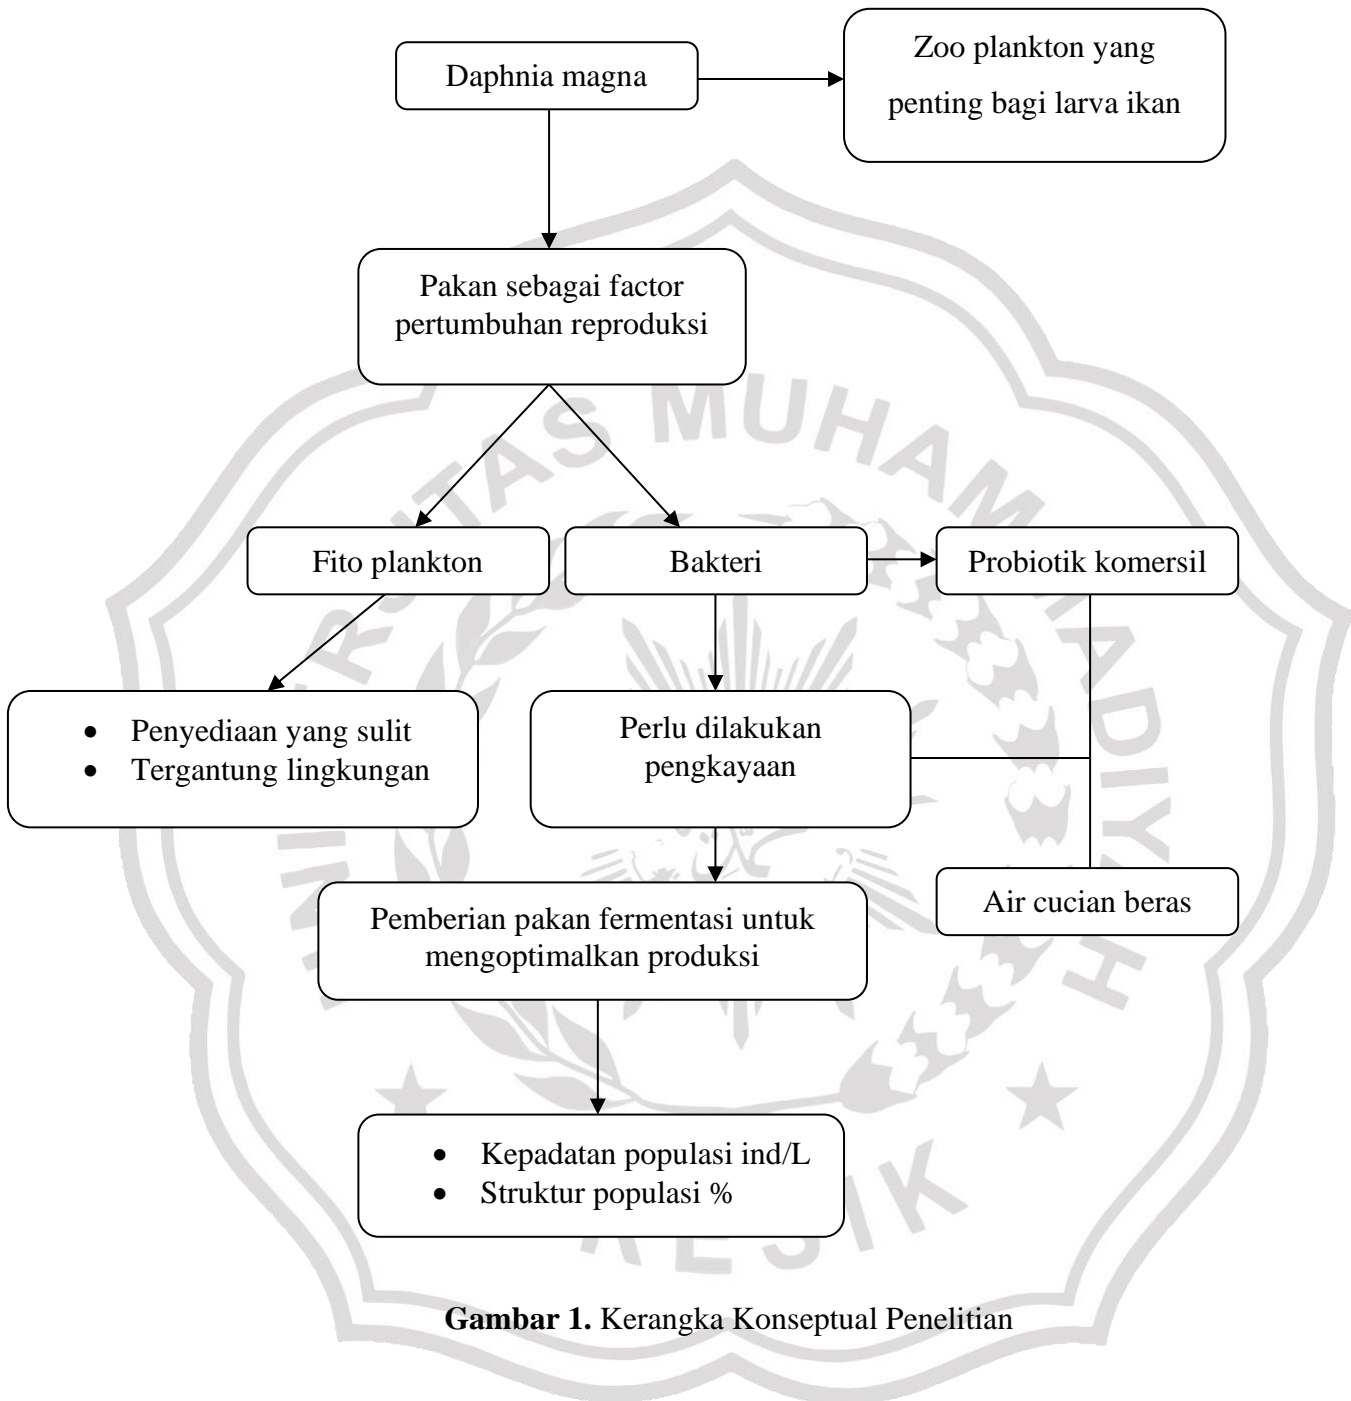 Daphnia magna
Zoo plankton yang
penting bagi larva ikan
Pakan sebagai factor
pertumbuhan reproduksi
Fito plankton
Bakteri
Probiotik komersil
• Penyediaan yang sulit
• Tergantung lingkungan
Perlu dilakukan
pengkayaan
Air cucian beras
Pemberian pakan fermentasi untuk
mengoptimalkan produksi
• Kepadatan populasi ind/L
• Struktur populasi %
Gambar 1. Kerangka Konseptual Penelitian